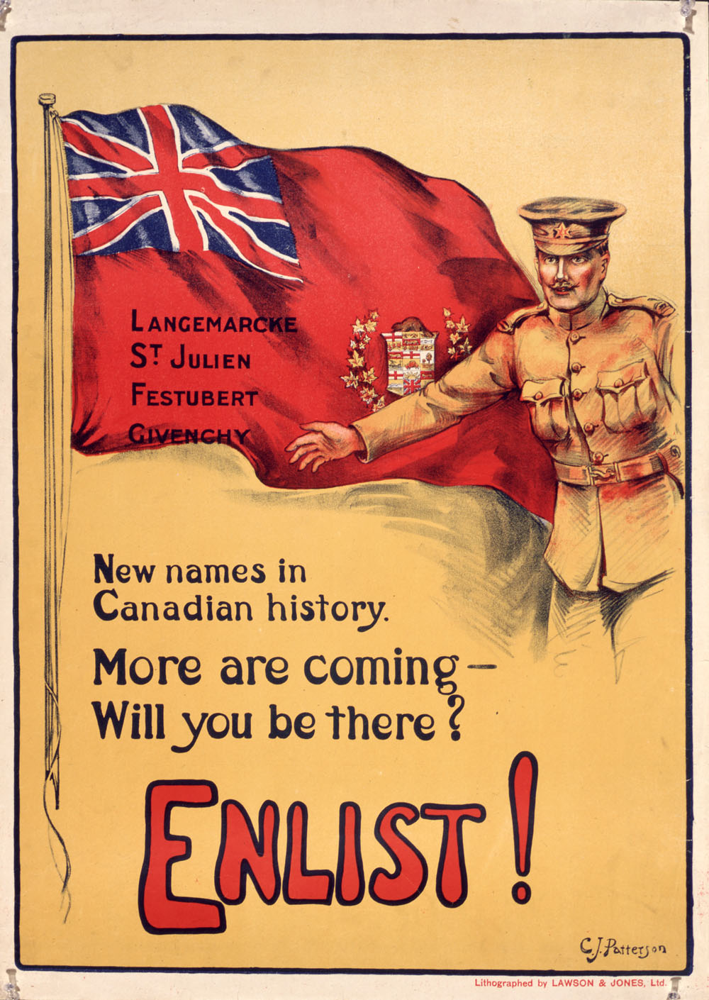 LANGEMARCKE
ST JULIEN
FESTUBERT
GIVENCHY
New names in
Canadian history.
More are coming—
Will you be there?
ENLIST!
C.J. Patterson
Lithographed by LAWSON & JONES, Ltd.